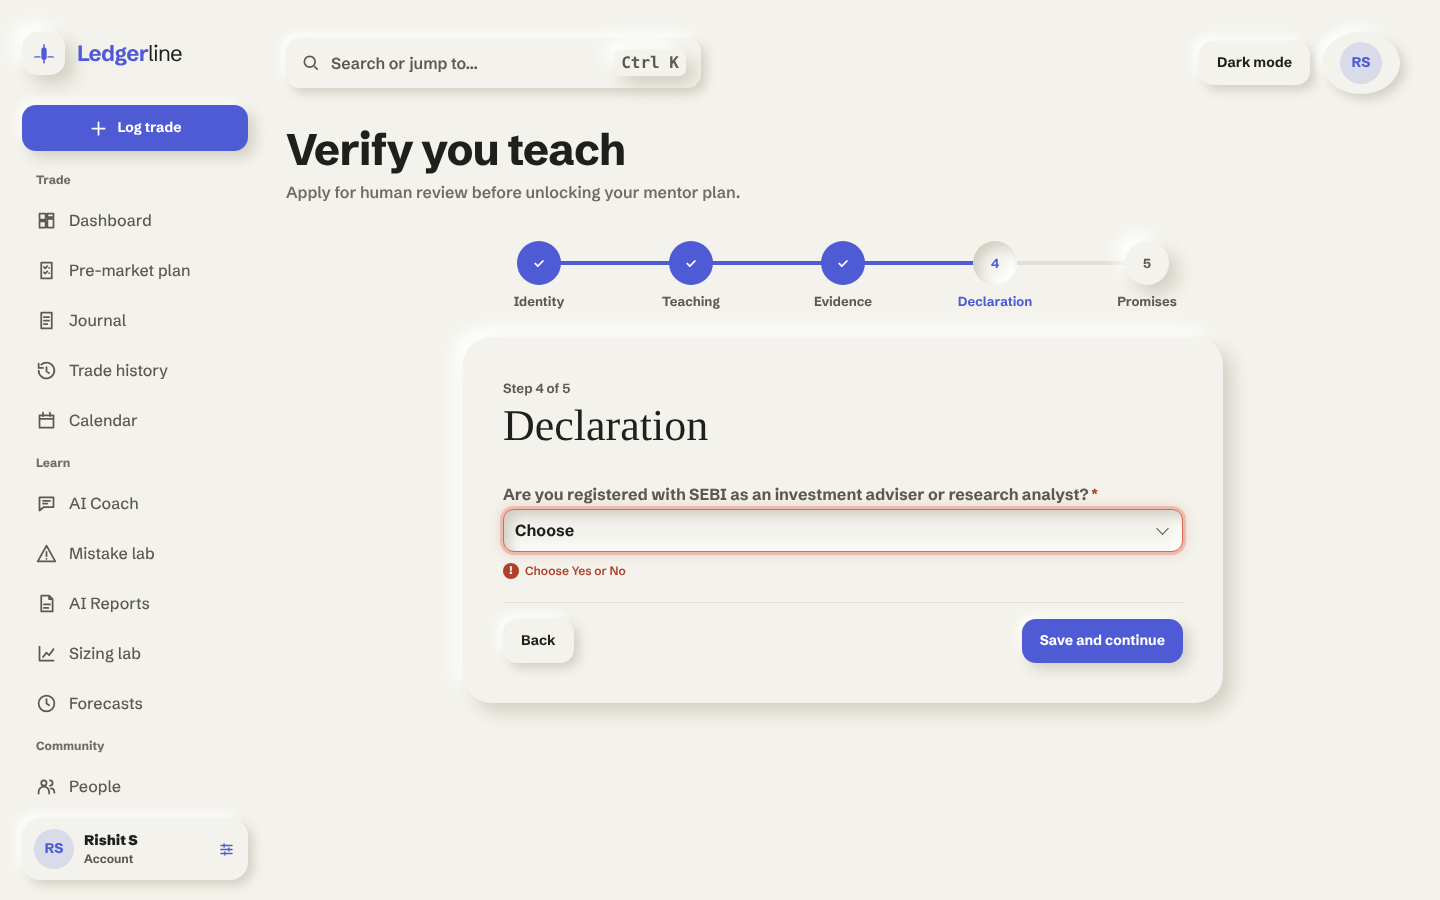 Ledgerline
Search or jump to...
Ctrl K
Dark mode
RS
Log trade
Trade
Dashboard
Pre-market plan
Journal
Trade history
Calendar
Learn
AI Coach
Mistake lab
AI Reports
Sizing lab
Forecasts
Community
People
RS
Rishit S
Account
Verify you teach
Apply for human review before unlocking your mentor plan.
4
5
Identity
Teaching
Evidence
Declaration
Promises
Step 4 of 5
Declaration
Are you registered with SEBI as an investment adviser or research analyst? *
Choose
! Choose Yes or No
Back
Save and continue